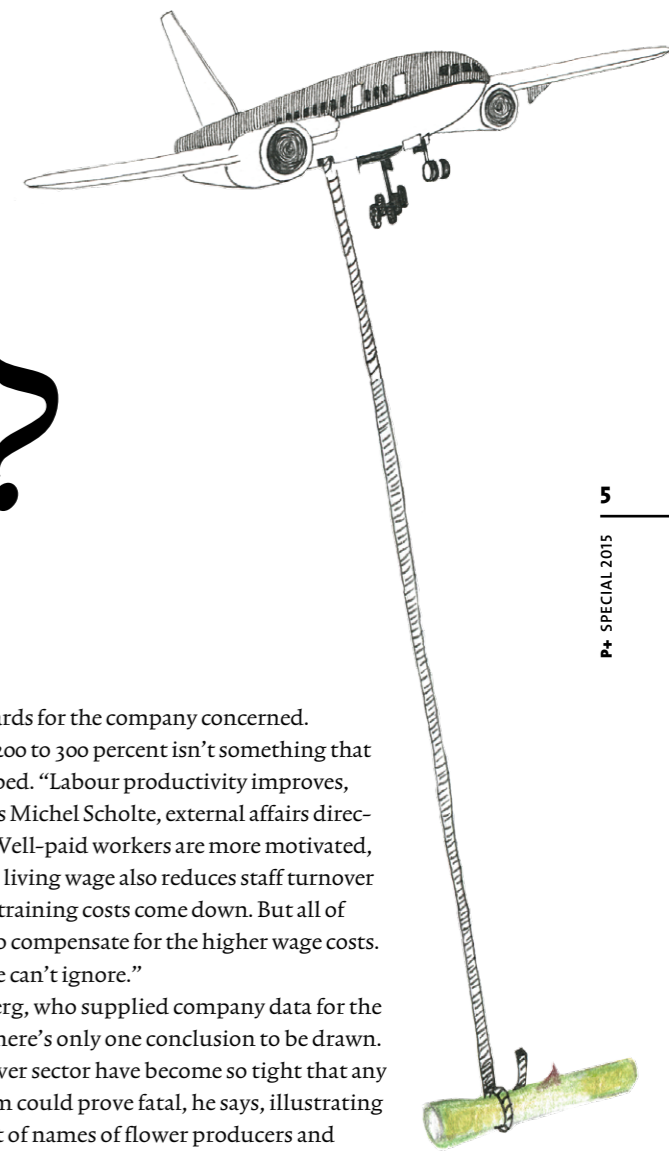 ?
5
P+ SPECIAL 2015
ards for the company concerned.
200 to 300 percent isn’t something that
bed. “Labour productivity improves,
s Michel Scholte, external affairs direc-
Well-paid workers are more motivated,
living wage also reduces staff turnover
training costs come down. But all of
o compensate for the higher wage costs.
e can’t ignore.”
erg, who supplied company data for the
here’s only one conclusion to be drawn.
wer sector have become so tight that any
m could prove fatal, he says, illustrating
t of names of flower producers and